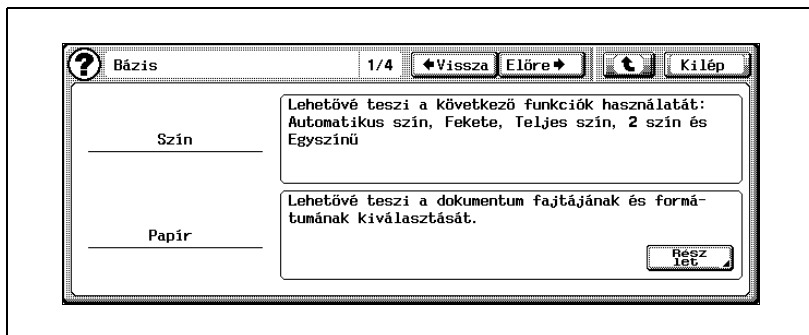 ? Bázis 1/4 Vissza Előre Kilép
Szín
Lehetővé teszi a következő funkciók használatát:
Automatikus szín, Fekete, Teljes szín, 2 szín és
Egyszínű
Papír
Lehetővé teszi a dokumentum fajtájának és formá-
tumának kiválasztását.
Rész
let